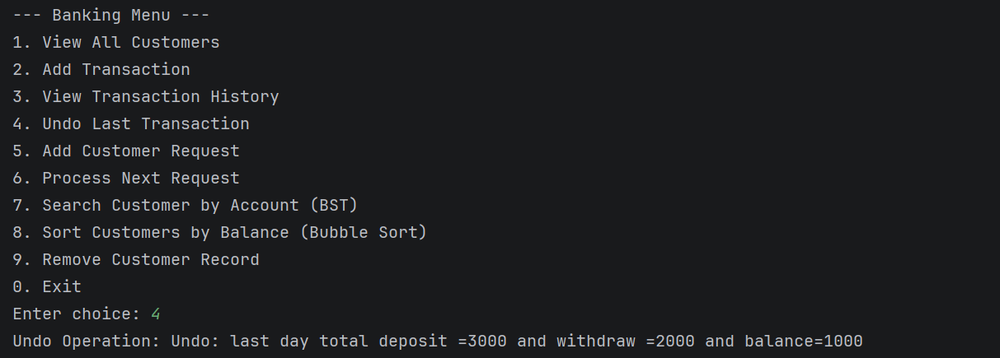 --- Banking Menu ---
1. View All Customers
2. Add Transaction
3. View Transaction History
4. Undo Last Transaction
5. Add Customer Request
6. Process Next Request
7. Search Customer by Account (BST)
8. Sort Customers by Balance (Bubble Sort)
9. Remove Customer Record
0. Exit
Enter choice: 4
Undo Operation: Undo: last day total deposit =3000 and withdraw =2000 and balance=1000